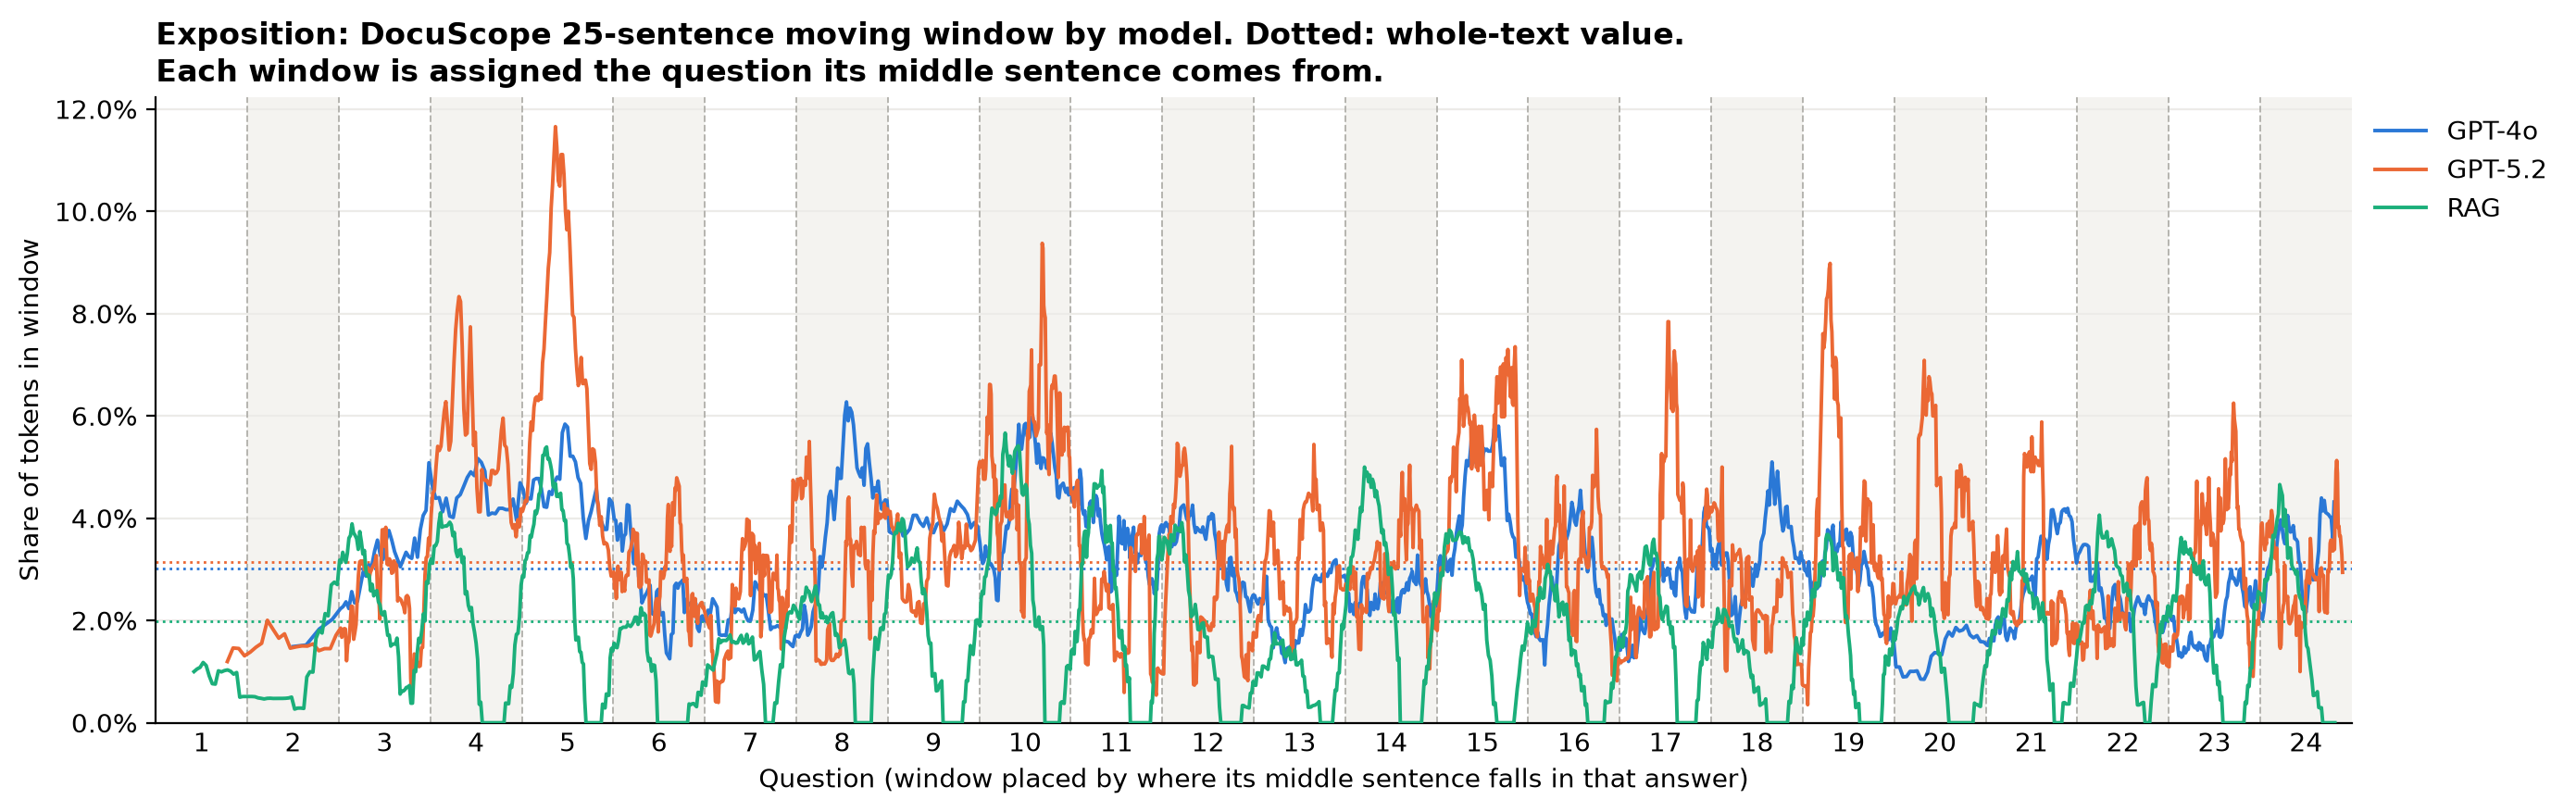 Exposition: DocuScope 25-sentence moving window by model. Dotted: whole-text value.
Each window is assigned the question its middle sentence comes from.
12.0%
10.0%
8.0%
6.0%
4.0%
2.0%
0.0%
Share of tokens in window
GPT-4o
GPT-5.2
RAG
1 2 3 4 5 6 7 8 9 10 11 12 13 14 15 16 17 18 19 20 21 22 23 24
Question (window placed by where its middle sentence falls in that answer)